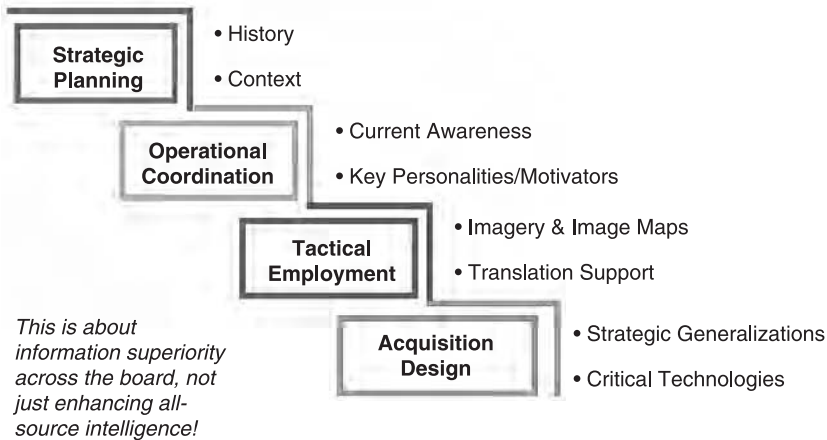 Strategic
Planning
• History
• Context
Operational
Coordination
• Current Awareness
• Key Personalities/Motivators
Tactical
Employment
• Imagery & Image Maps
• Translation Support
Acquisition
Design
• Strategic Generalizations
• Critical Technologies
This is about
information superiority
across the board, not
just enhancing all-
source intelligence!